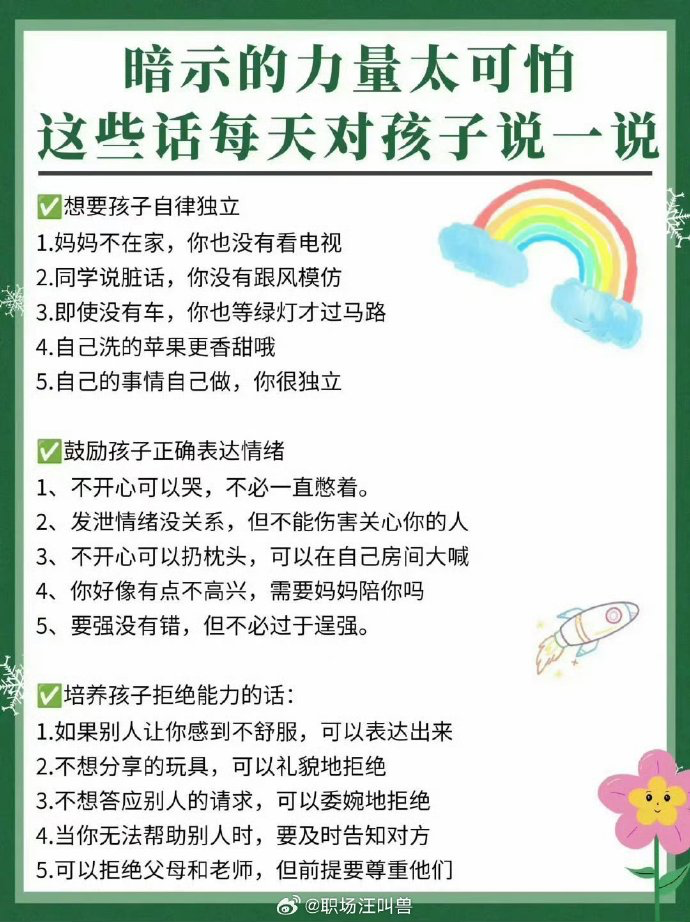 暗示的力量太可怕
这些话每天对孩子说一说
✅想要孩子自律独立
1.妈妈不在家，你也没有看电视
2.同学说脏话，你没有跟风模仿
3.即使没有车，你也等绿灯才过马路
4.自己洗的苹果更香甜哦
5.自己的事情自己做，你很独立
✅鼓励孩子正确表达情绪
1、不开心可以哭，不必一直憋着。
2、发泄情绪没关系，但不能伤害关心你的人
3、不开心可以扔枕头，可以在自己房间大喊
4、你好像有点不高兴，需要妈妈陪你吗
5、要强没有错，但不必过于逞强。
✅培养孩子拒绝能力的话：
1.如果别人让你感到不舒服，可以表达出来
2.不想分享的玩具，可以礼貌地拒绝
3.不想答应别人的请求，可以委婉地拒绝
4.当你无法帮助别人时，要及时告知对方
5.可以拒绝父母和老师，但前提要尊重他们
@职场汪叫兽